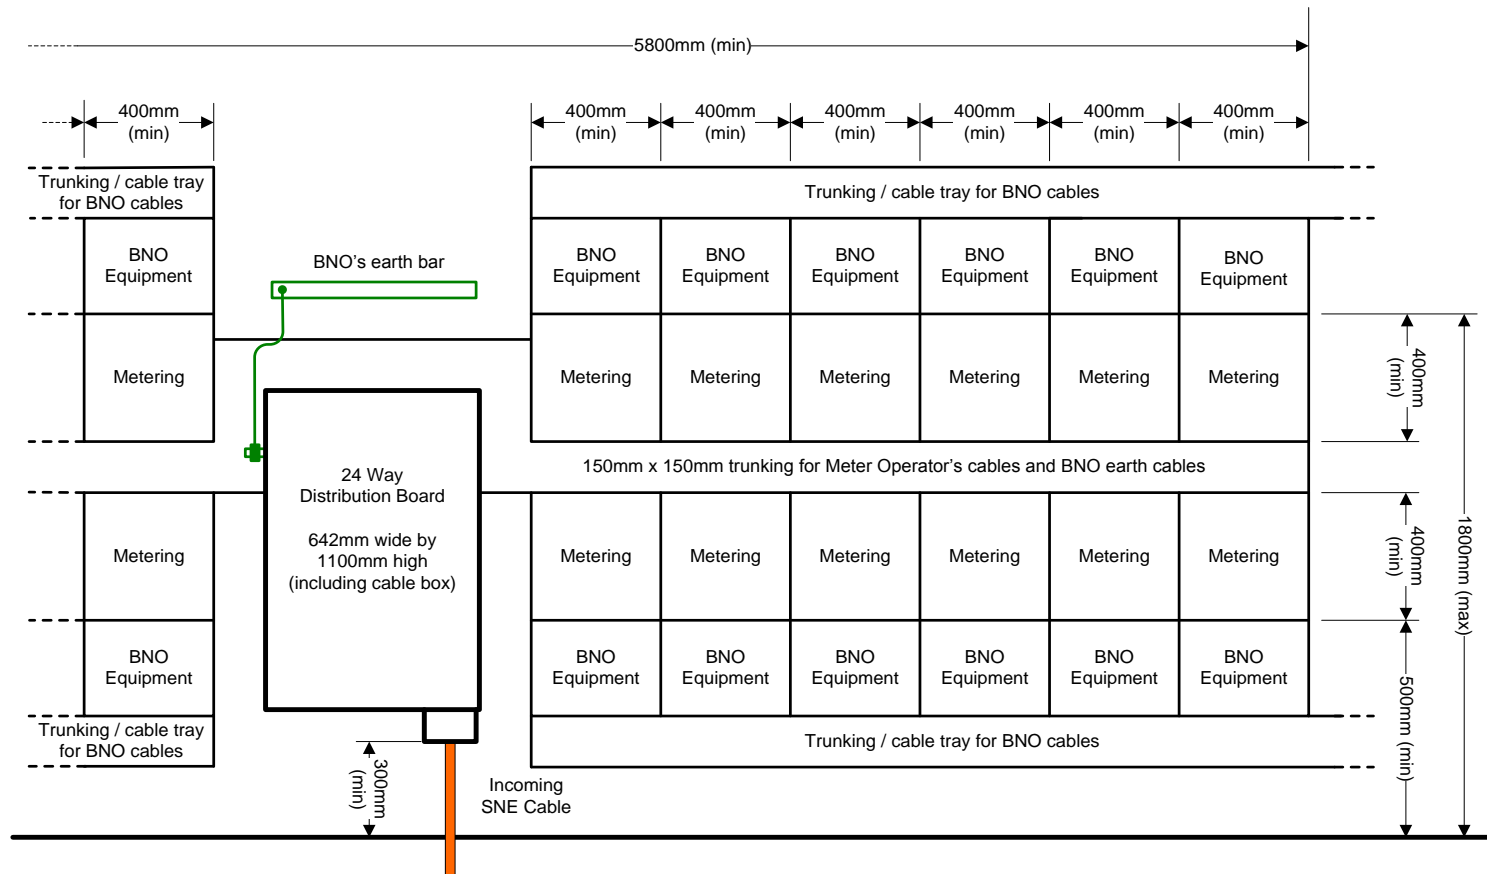 5800mm (min)
400mm
(min)
400mm
(min)
400mm
(min)
400mm
(min)
400mm
(min)
400mm
(min)
400mm
(min)
Trunking / cable tray
for BNO cables
Trunking / cable tray for BNO cables
BNO
Equipment
BNO's earth bar
BNO
Equipment
BNO
Equipment
BNO
Equipment
BNO
Equipment
BNO
Equipment
BNO
Equipment
Metering
Metering
Metering
Metering
Metering
Metering
Metering
400mm
(min)
150mm x 150mm trunking for Meter Operator's cables and BNO earth cables
24 Way
Distribution Board
642mm wide by
1100mm high
(including cable box)
Metering
Metering
Metering
Metering
Metering
Metering
Metering
400mm
(min)
1800mm (max)
BNO
Equipment
BNO
Equipment
BNO
Equipment
BNO
Equipment
BNO
Equipment
BNO
Equipment
BNO
Equipment
500mm (min)
Trunking / cable tray
for BNO cables
Trunking / cable tray for BNO cables
300mm
(min)
Incoming
SNE Cable